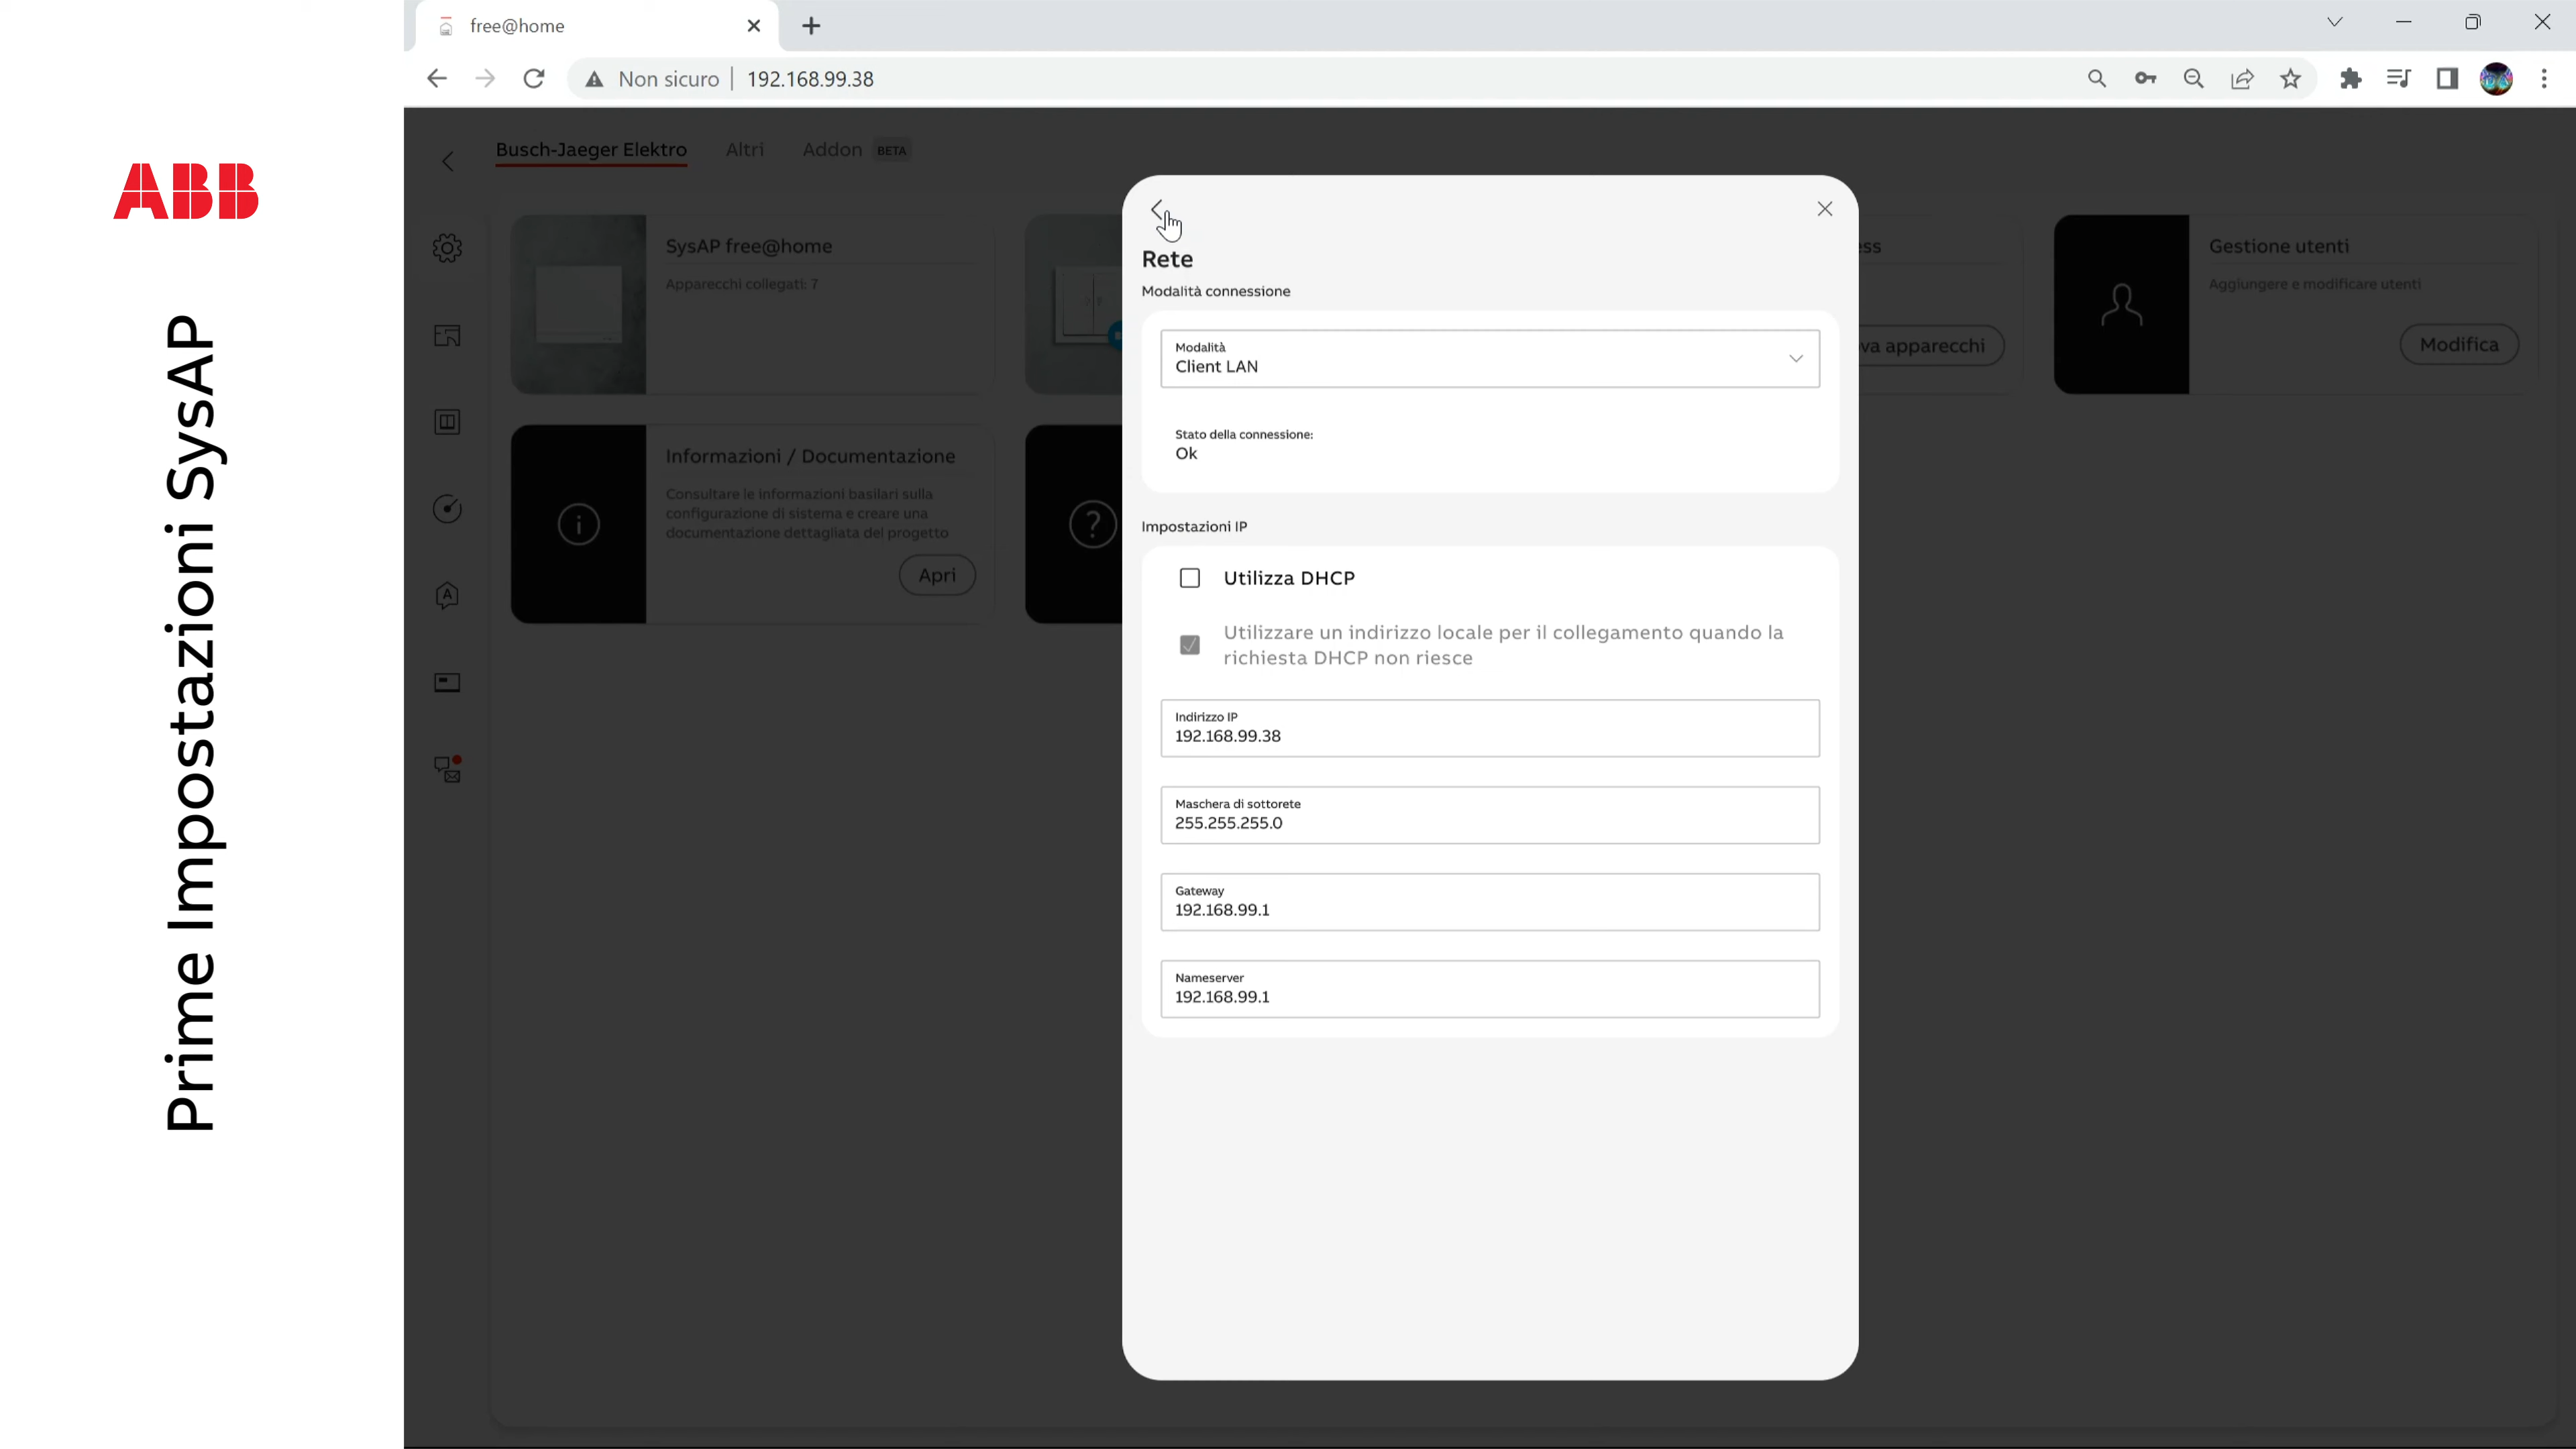 ABB
Prime Impostazioni SysAP
free@home
Non sicuro
192.168.99.38
Busch-Jaeger Elektro
Altri
Addon
BETA
SysAP free@home
Apparecchi collegati: 7
ess
va apparecchi
Gestione utenti
Aggiungere e modificare utenti
Modifica
Informazioni / Documentazione
Consultare le informazioni basilari sulla
configurazione di sistema e creare una
documentazione dettagliata del progetto
Apri
Rete
Modalità connessione
Modalità
Client LAN
Stato della connessione:
Ok
Impostazioni IP
Utilizza DHCP
Utilizzare un indirizzo locale per il collegamento quando la
richiesta DHCP non riesce
Indirizzo IP
192.168.99.38
Maschera di sottorete
255.255.255.0
Gateway
192.168.99.1
Nameserver
192.168.99.1